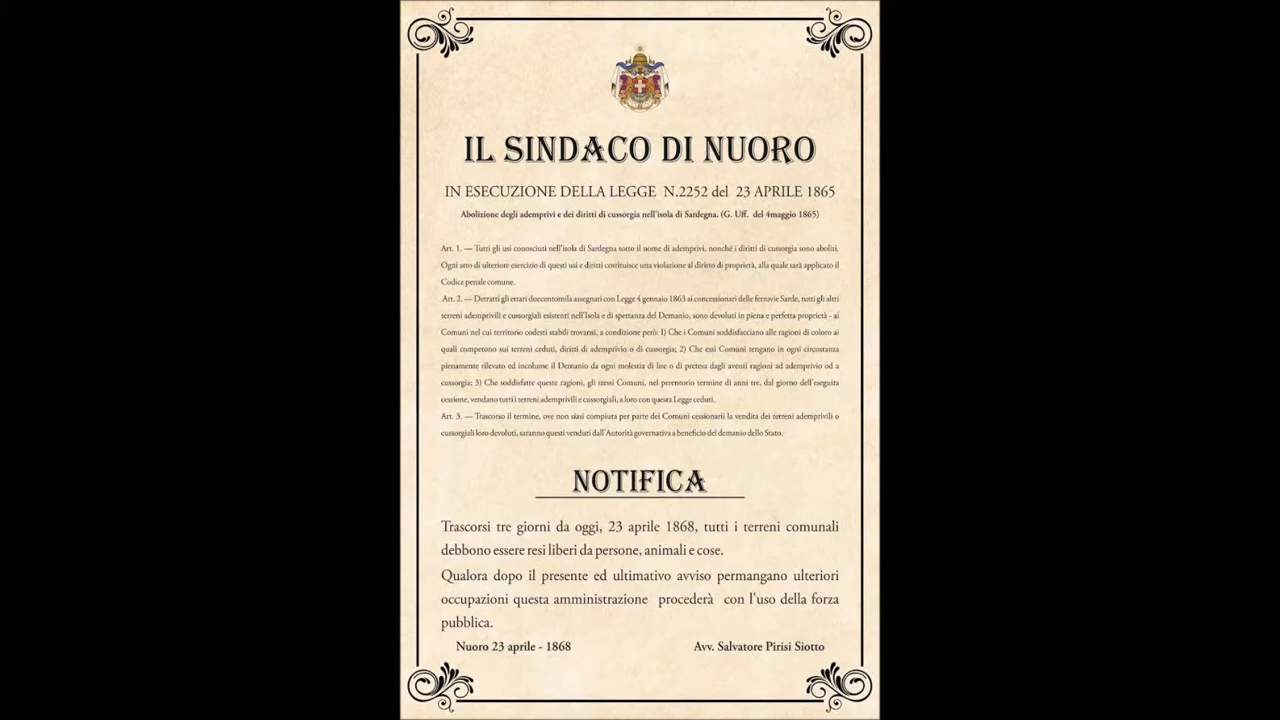 IL SINDACO DI NUORO
IN ESECUZIONE DELLA LEGGE N.2252 del 23 APRILE 1865
Abolizione degli ademprivi e dei diritti di cussorgia nell'isola di Sardegna. (G. Uff. del 4maggio 1865)
Art. 1. — Tutti gli usi conosciuti nell'isola di Sardegna sotto il nome di ademprivi, nonché i diritti di cussorgia sono aboliti.
Ogni atto di ulteriore esercizio di questi usi e diritti costituisce una violazione al diritto di proprietà, alla quale sarà applicato il
Codice penale comune.
Art. 2. — Detratti gli ettari duecentomila assegnati con Legge 4 gennaio 1863 ai concessionari delle ferrovie Sarde, tutti gli altri
terreni ademprivili e cussorgiali esistenti nell'Isola e di spettanza del Demanio, sono devoluti in piena e perfetta proprietà - ai
Comuni nel cui territorio codesti stabili trovansi, a condizione però: 1) Che i Comuni soddisfacciano alle ragioni di coloro ai
quali competono sui terreni ceduti, diritti di ademprivio o di cussorgia; 2) Che essi Comuni tengano in ogni circostanza
pienamente rilevato ed incolume il Demanio da ogni molestia di lite o di pretesa dagli aventi ragioni ad ademprivio od a
cussorgia; 3) Che soddisfatte queste ragioni, gli stessi Comuni, nel perentorio termine di anni tre, dal giorno dell'eseguita
cessione, vendano tutti i terreni ademprivili e cussorgiali, a loro con questa Legge ceduti.
Art. 3. — Trascorso il termine, ove non siasi compiuta per parte dei Comuni cessionarii la vendita dei terreni ademprivili o
cussorgiali loro devoluti, saranno questi venduti dall'Autorità governativa a beneficio del demanio dello Stato.
NOTIFICA
Trascorsi tre giorni da oggi, 23 aprile 1868, tutti i terreni comunali
debbono essere resi liberi da persone, animali e cose.
Qualora dopo il presente ed ultimativo avviso permangano ulteriori
occupazioni questa amministrazione procederà con l'uso della forza
pubblica.
Nuoro 23 aprile - 1868 Avv. Salvatore Pirisi Siotto